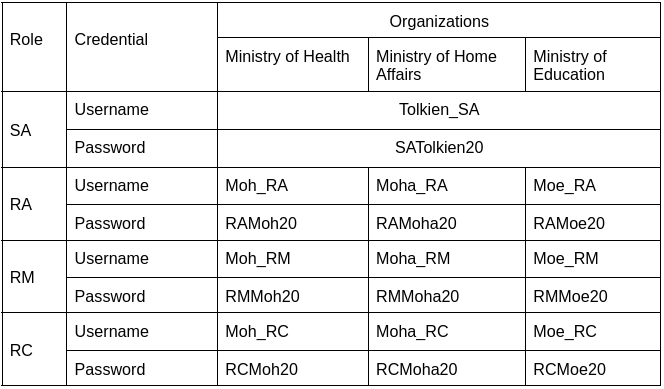 Role Credential Organizations
Ministry of Health Ministry of Home Affairs Ministry of Education
SA Username Tolkien_SA
Password SATolkien20
RA Username Moh_RA Moha_RA Moe_RA
Password RAMoh20 RAMoha20 RAMoe20
RM Username Moh_RM Moha_RM Moe_RM
Password RMMoh20 RMMoha20 RMMoe20
RC Username Moh_RC Moha_RC Moe_RC
Password RCMoh20 RCMoha20 RCMoe20